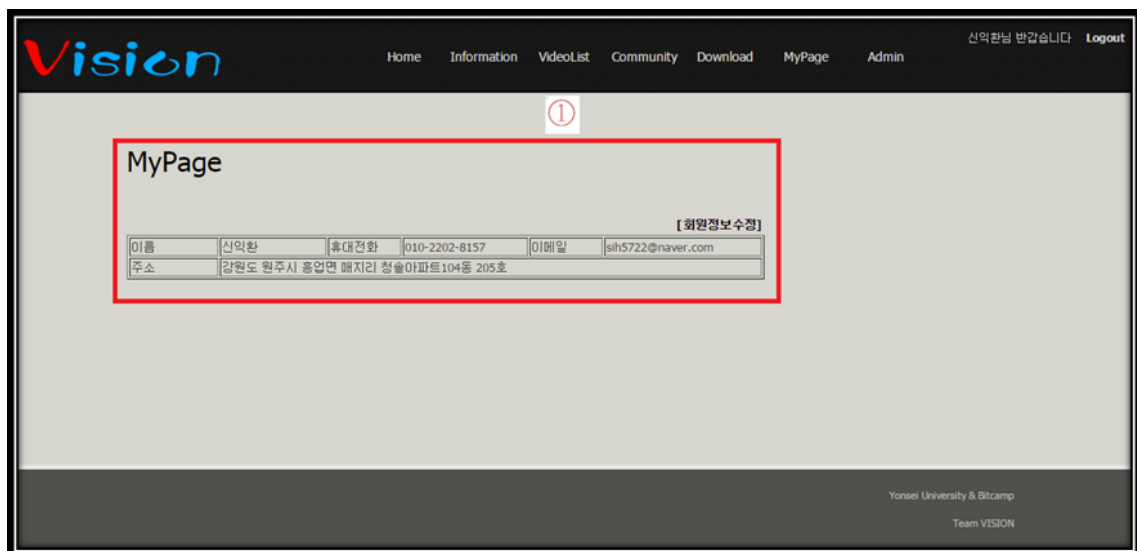 신익환님 반갑습니다 Logout
Vision Home Information VideoList Community Download MyPage Admin
①
MyPage
[회원정보수정]
이름 신익환 휴대전화 010-2202-8157 이메일 sih5722@naver.com
주소 강원도 원주시 흥업면 매지리 청솔아파트104동 205호
Yonsei University & Bitcamp
Team VISION